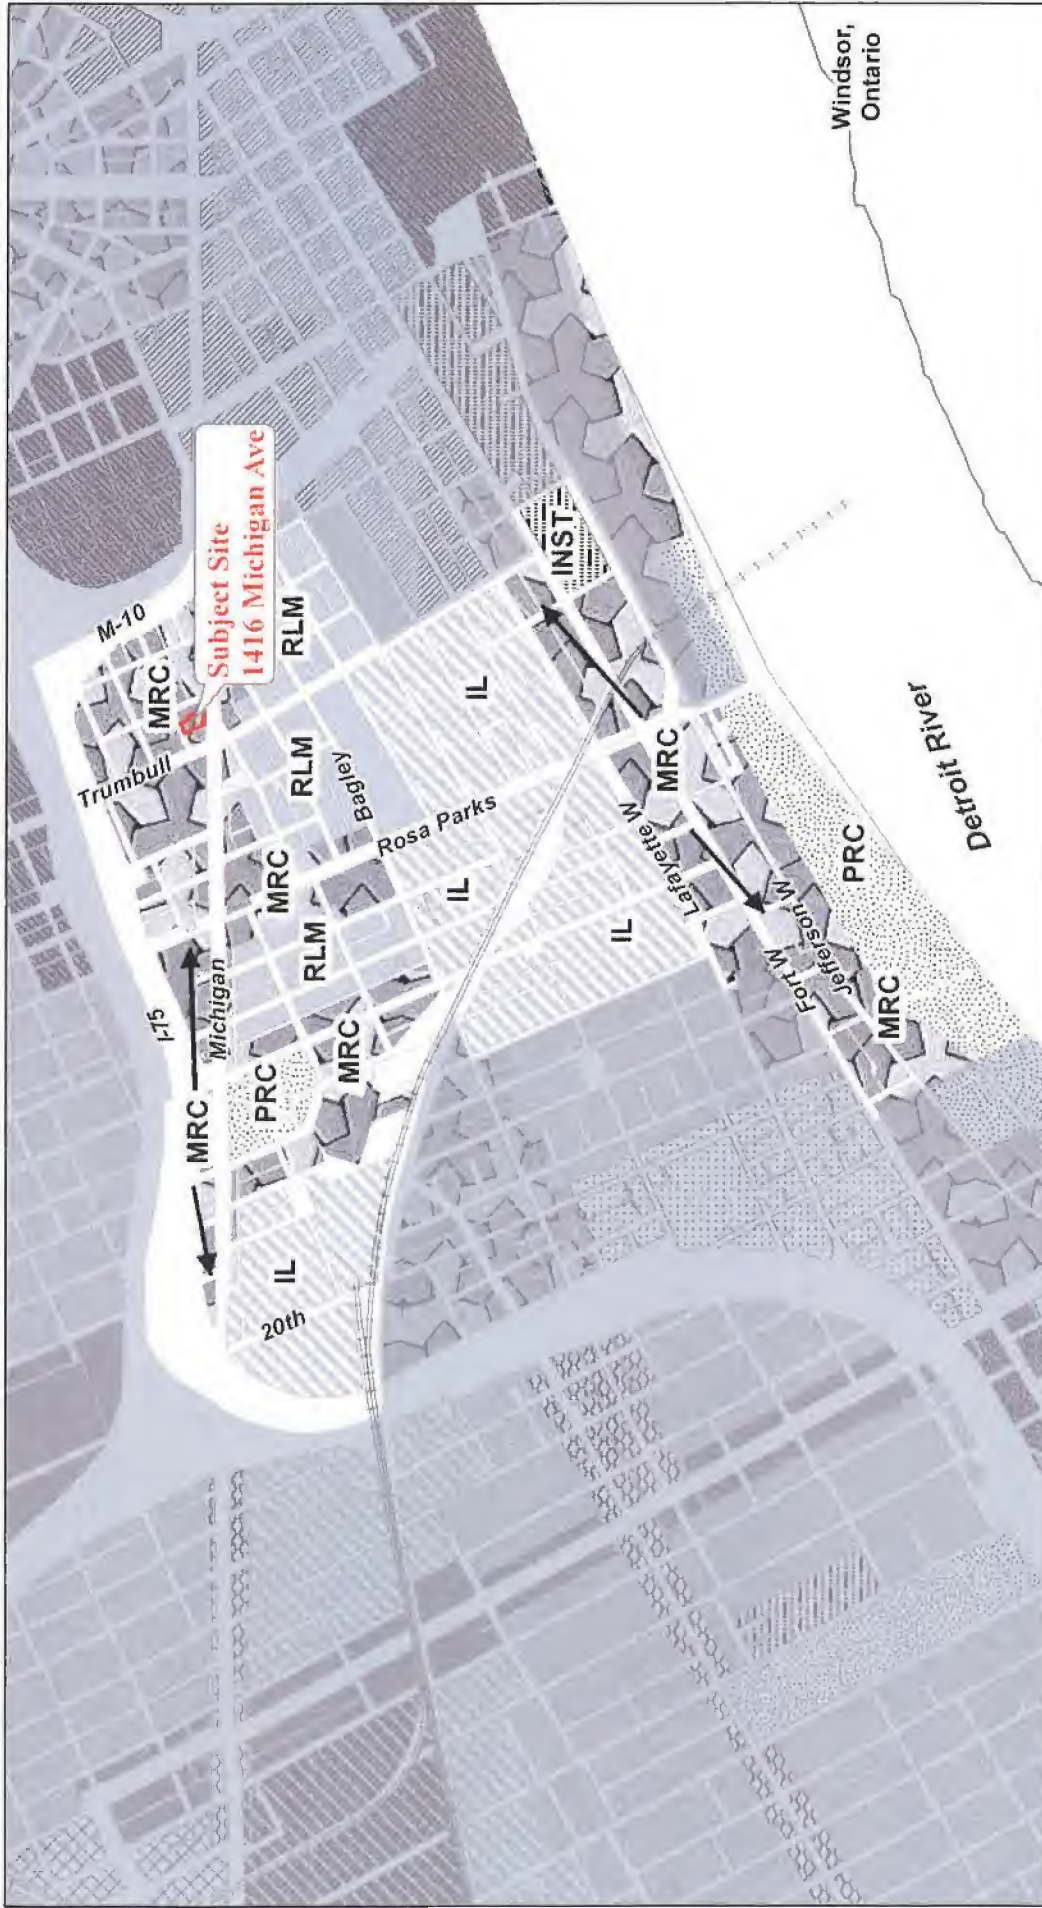 M-10
MRC
Subject Site
1416 Michigan Ave
Trumbull
RLM
RLM
Bagley
IL
INST
Rosa Parks
MRC
RLM
IL
I-75
Michigan
MRC
PRC
MRC
IL
Lafayette W
MRC
Fort W
Jefferson W
MRC
PRC
IL
20th
Detroit River
Windsor,
Ontario